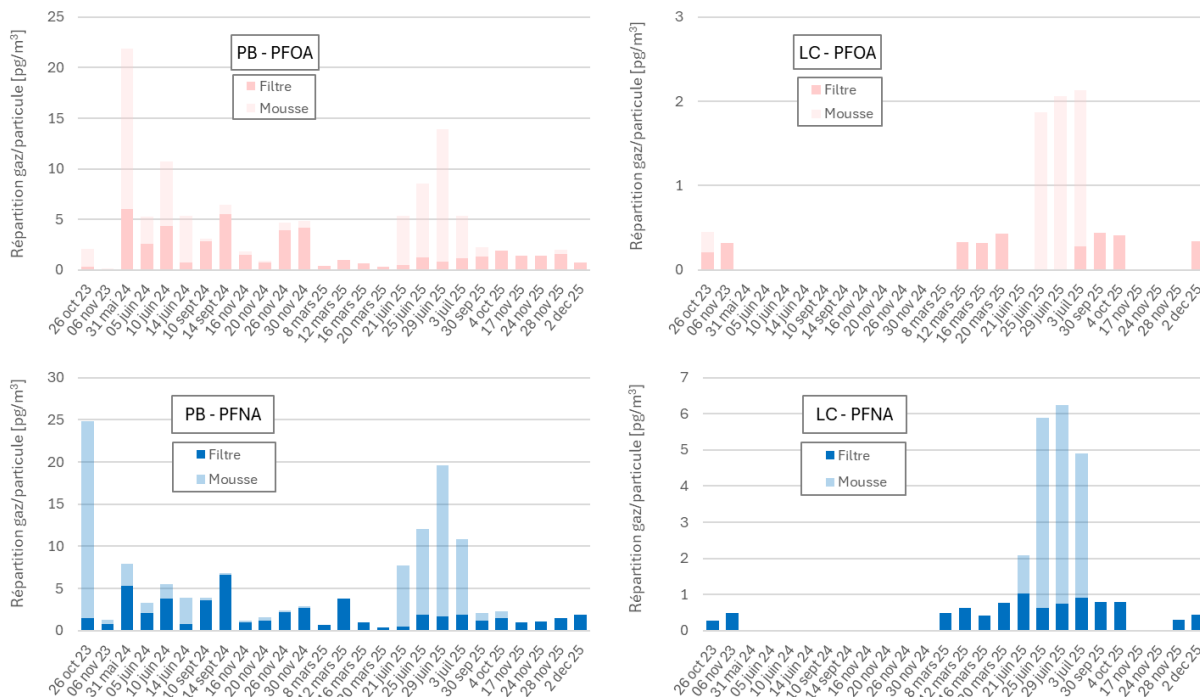 Répartition gaz/particule [pg/m³]
25
20
15
10
5
0
PB - PFOA
Filtre
Mousse
26 oct 23
06 nov 23
31 mai 24
05 juin 24
10 juin 24
14 juin 24
10 sept 24
14 sept 24
16 nov 24
20 nov 24
26 nov 24
30 nov 24
8 mars 25
12 mars 25
16 mars 25
20 mars 25
21 juin 25
25 juin 25
29 juin 25
3 juil 25
30 sep 25
4 oct 25
17 nov 25
24 nov 25
28 nov 25
2 dec 25
Répartition gaz/particule [pg/m³]
3
2
1
0
LC - PFOA
Filtre
Mousse
26 oct 23
06 nov 23
31 mai 24
05 juin 24
10 juin 24
14 juin 24
10 sept 24
14 sept 24
16 nov 24
20 nov 24
26 nov 24
30 nov 24
8 mars 25
12 mars 25
16 mars 25
20 mars 25
21 juin 25
25 juin 25
29 juin 25
3 juil 25
30 sep 25
4 oct 25
17 nov 25
24 nov 25
28 nov 25
2 dec 25
Répartition gaz/particule [pg/m³]
30
25
20
15
10
5
0
PB - PFNA
Filtre
Mousse
26 oct 23
06 nov 23
31 mai 24
05 juin 24
10 juin 24
14 juin 24
10 sept 24
14 sept 24
16 nov 24
20 nov 24
26 nov 24
30 nov 24
8 mars 25
12 mars 25
16 mars 25
20 mars 25
21 juin 25
25 juin 25
29 juin 25
3 juil 25
30 sep 25
4 oct 25
17 nov 25
24 nov 25
28 nov 25
2 dec 25
Répartition gaz/particule [pg/m³]
7
6
5
4
3
2
1
0
LC - PFNA
Filtre
Mousse
26 oct 23
06 nov 23
31 mai 24
05 juin 24
10 juin 24
14 juin 24
10 sept 24
14 sept 24
16 nov 24
20 nov 24
26 nov 24
30 nov 24
8 mars 25
12 mars 25
16 mars 25
20 mars 25
21 juin 25
25 juin 25
29 juin 25
3 juil 25
30 sep 25
4 oct 25
17 nov 25
24 nov 25
28 nov 25
2 dec 25